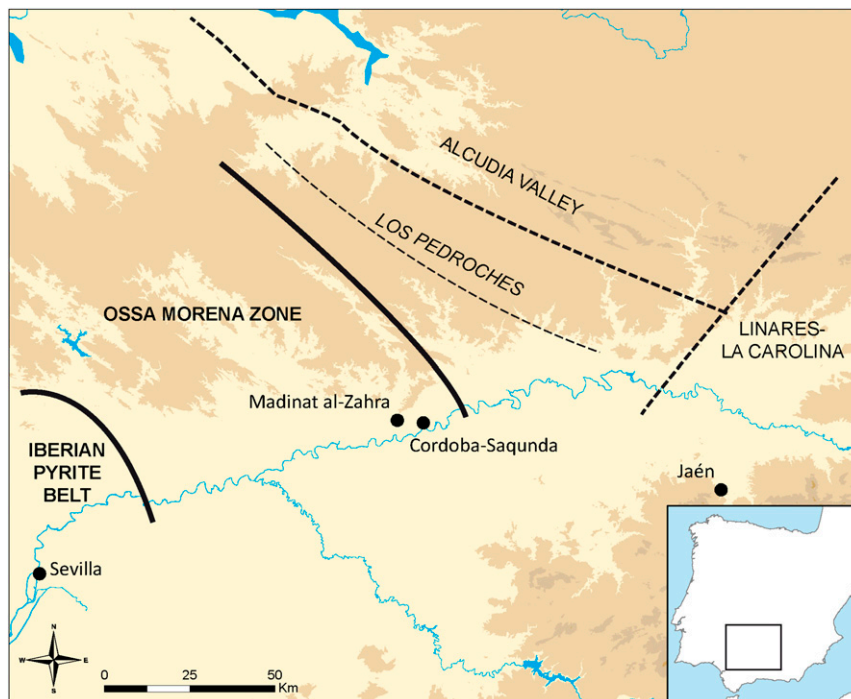 ALCUDIA VALLEY
LOS PEDROCHES
OSSA MORENA ZONE
LINARES-
LA CAROLINA
Madinat al-Zahra
Cordoba-Saqunda
IBERIAN
PYRITE
BELT
Jaén
Sevilla
N
W E
S
0 25 50
Km